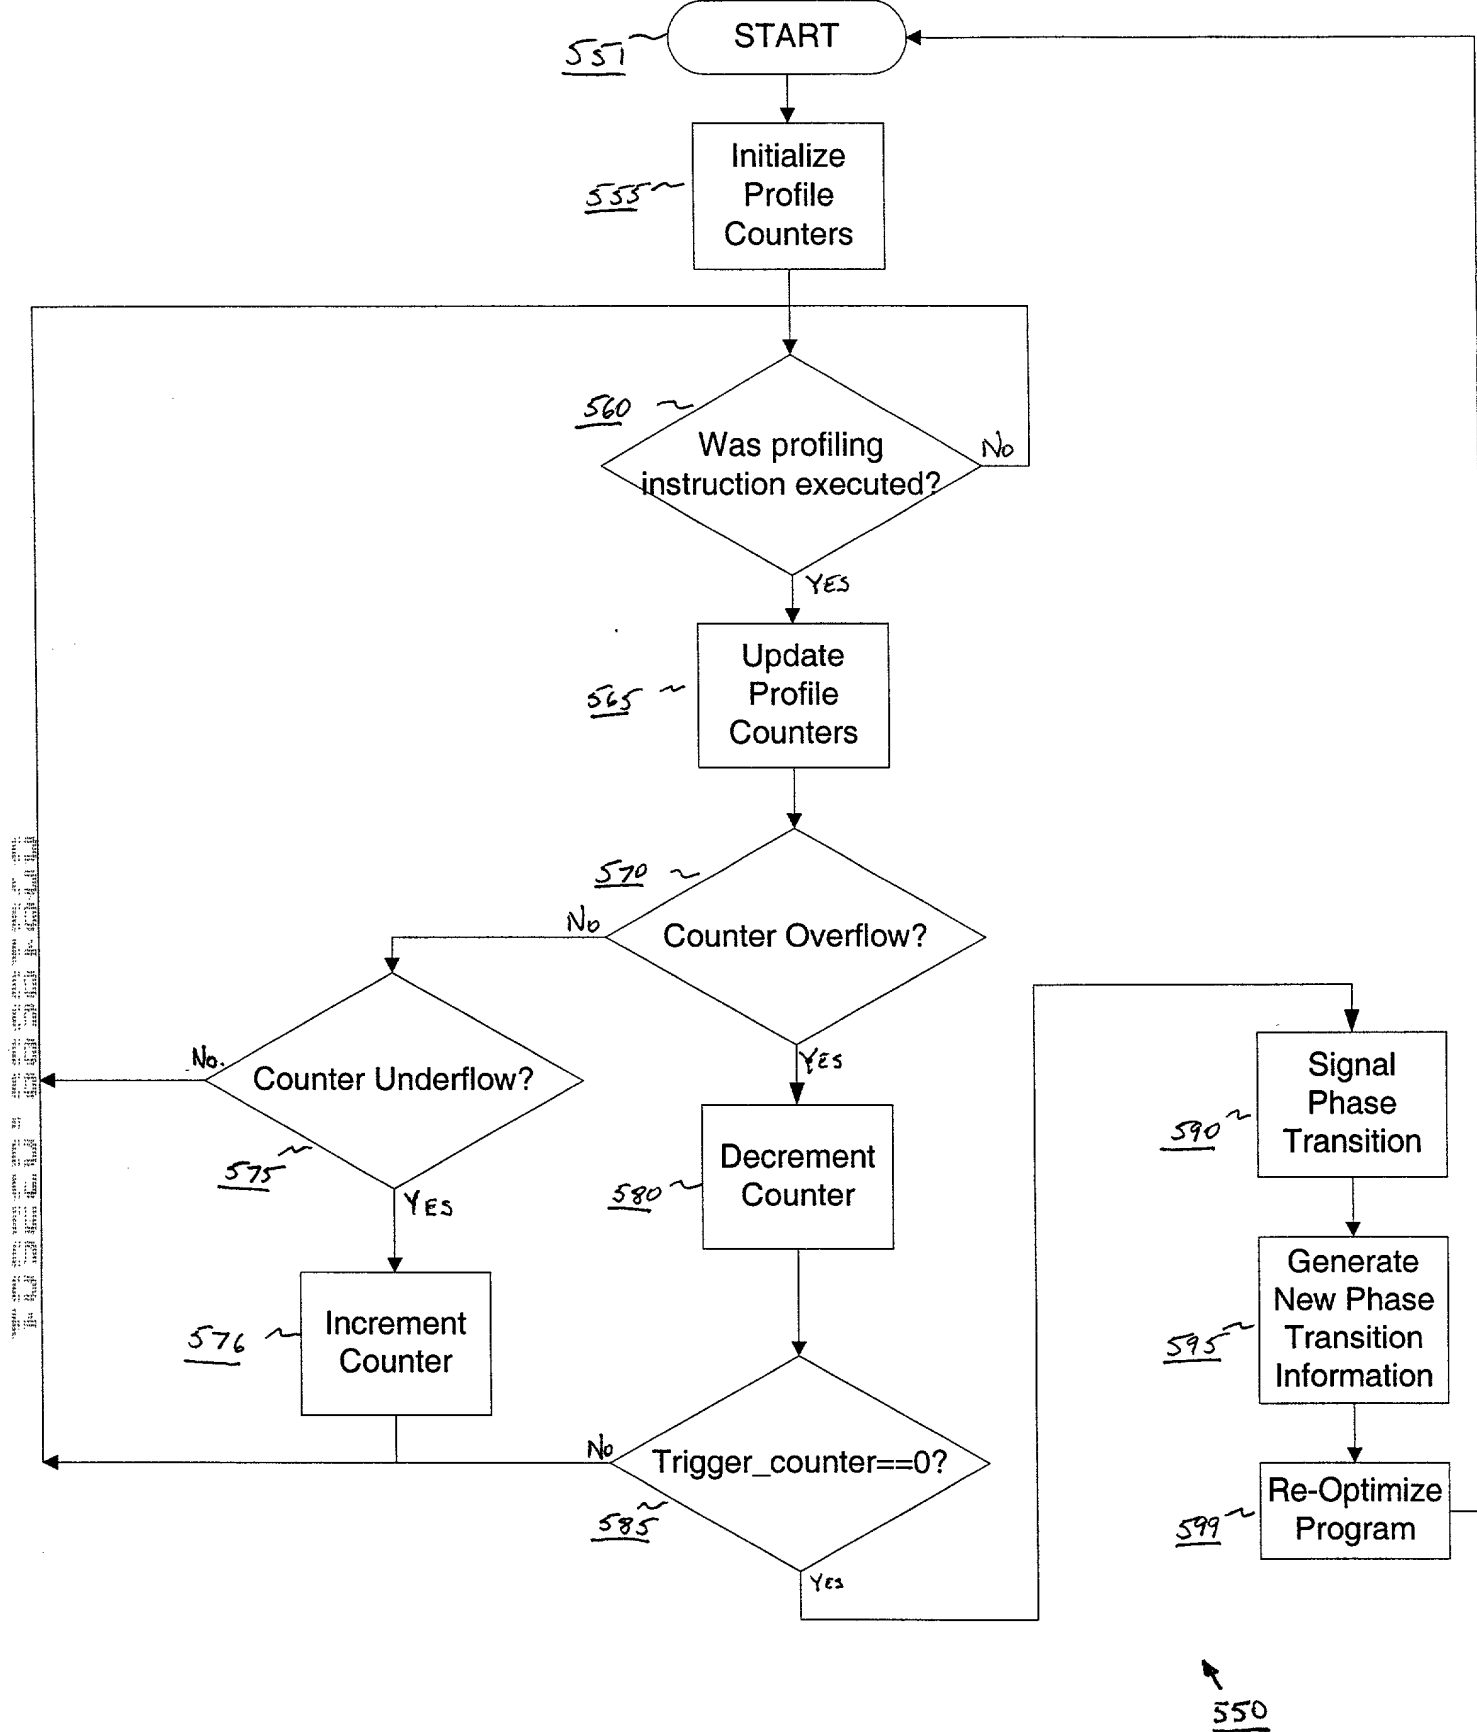 START
551
Initialize
Profile
Counters
555
560
Was profiling
instruction executed?
No
YES
Update
Profile
Counters
565
570
No
Counter Overflow?
YES
No.
Counter Underflow?
575
YES
Decrement
Counter
580
Increment
Counter
576
No
Trigger_counter==0?
585
YES
Signal
Phase
Transition
590
Generate
New Phase
Transition
Information
595
Re-Optimize
Program
599
550